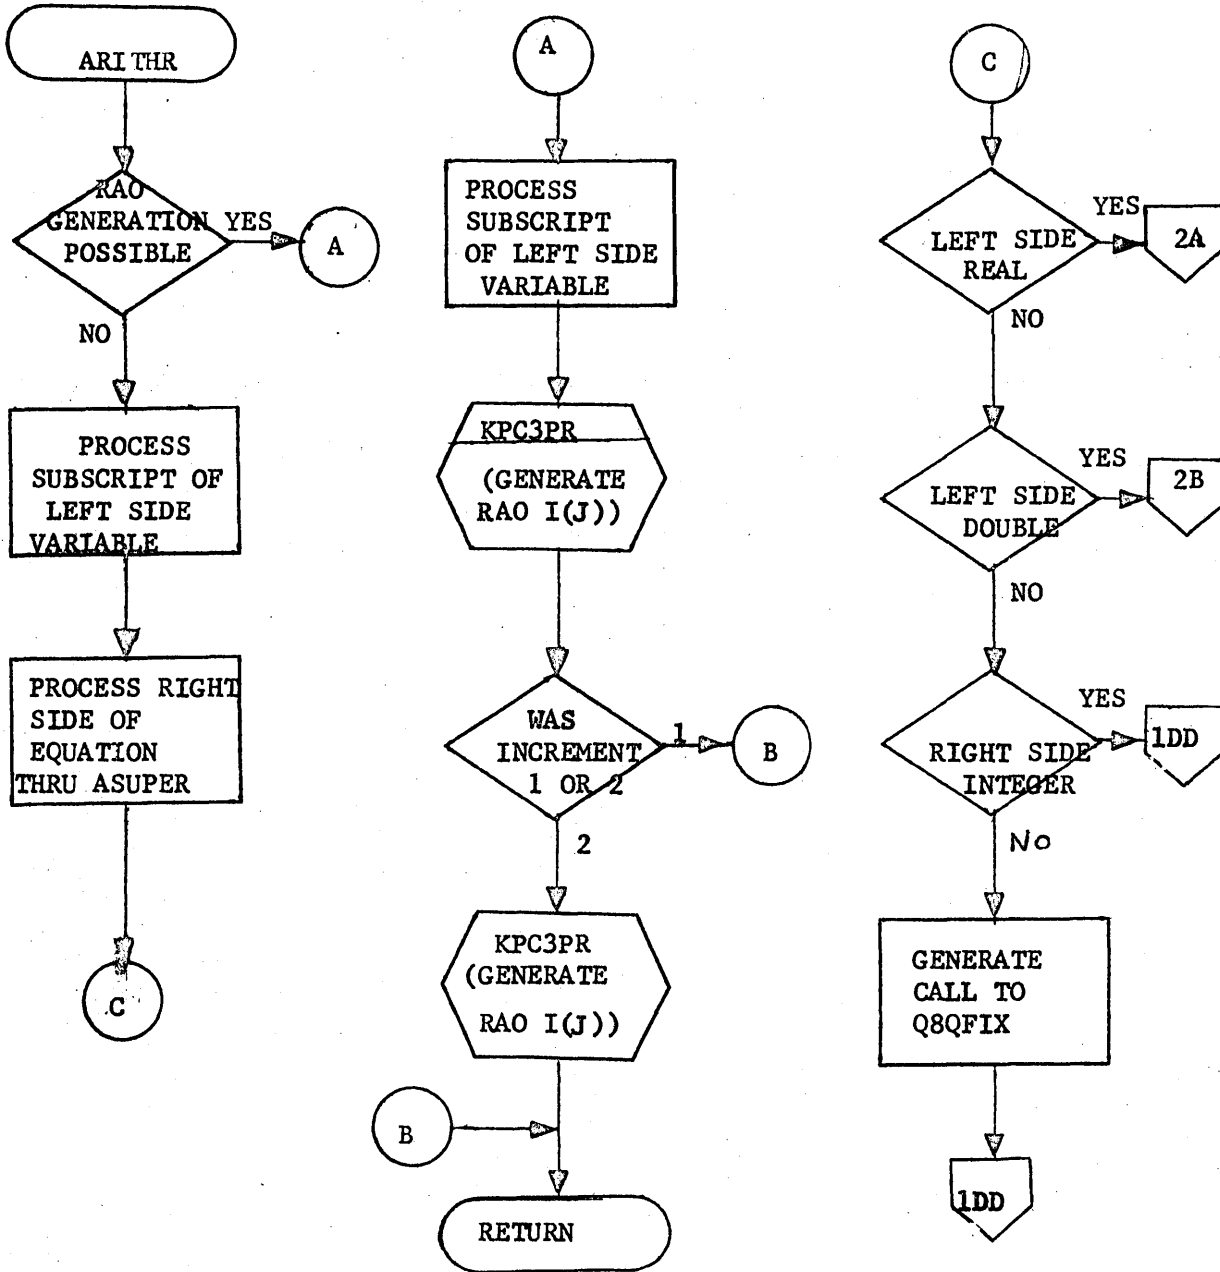 ARITHR
RAO
GENERATION
POSSIBLE
YES
A
NO
PROCESS
SUBSCRIPT OF
LEFT SIDE
VARIABLE
PROCESS RIGHT
SIDE OF
EQUATION
THRU ASUPER
C
A
PROCESS
SUBSCRIPT
OF LEFT SIDE
VARIABLE
KPC3PR
(GENERATE
RAO I(J))
WAS
INCREMENT
1 OR 2
1
B
2
KPC3PR
(GENERATE
RAO I(J))
B
RETURN
C
LEFT SIDE
REAL
YES
2A
NO
LEFT SIDE
DOUBLE
YES
2B
NO
RIGHT SIDE
INTEGER
YES
1DD
NO
GENERATE
CALL TO
Q8QFIX
1DD